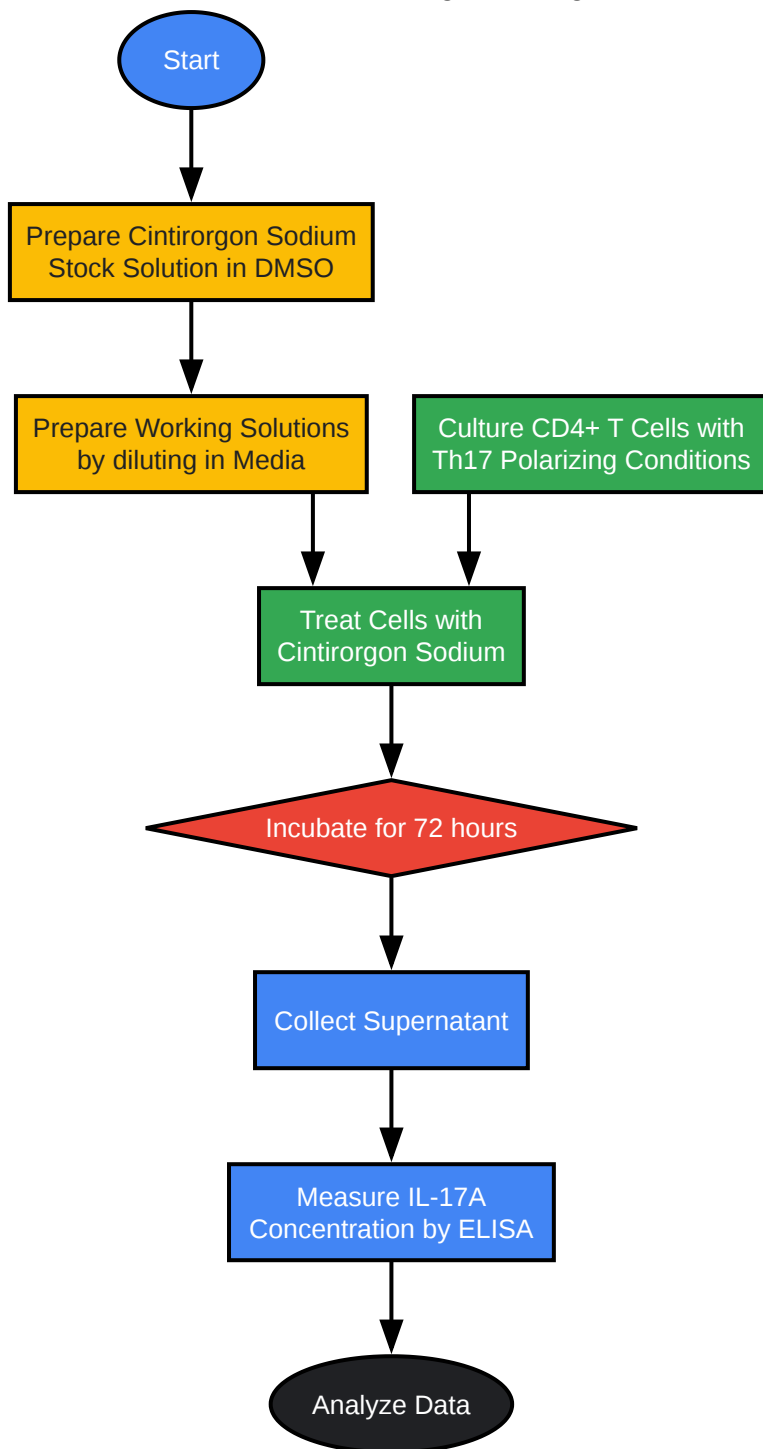 Start
Prepare Cintirorgon Sodium
Stock Solution in DMSO
Prepare Working Solutions
by diluting in Media
Culture CD4+ T Cells with
Th17 Polarizing Conditions
Treat Cells with
Cintirorgon Sodium
Incubate for 72 hours
Collect Supernatant
Measure IL-17A
Concentration by ELISA
Analyze Data